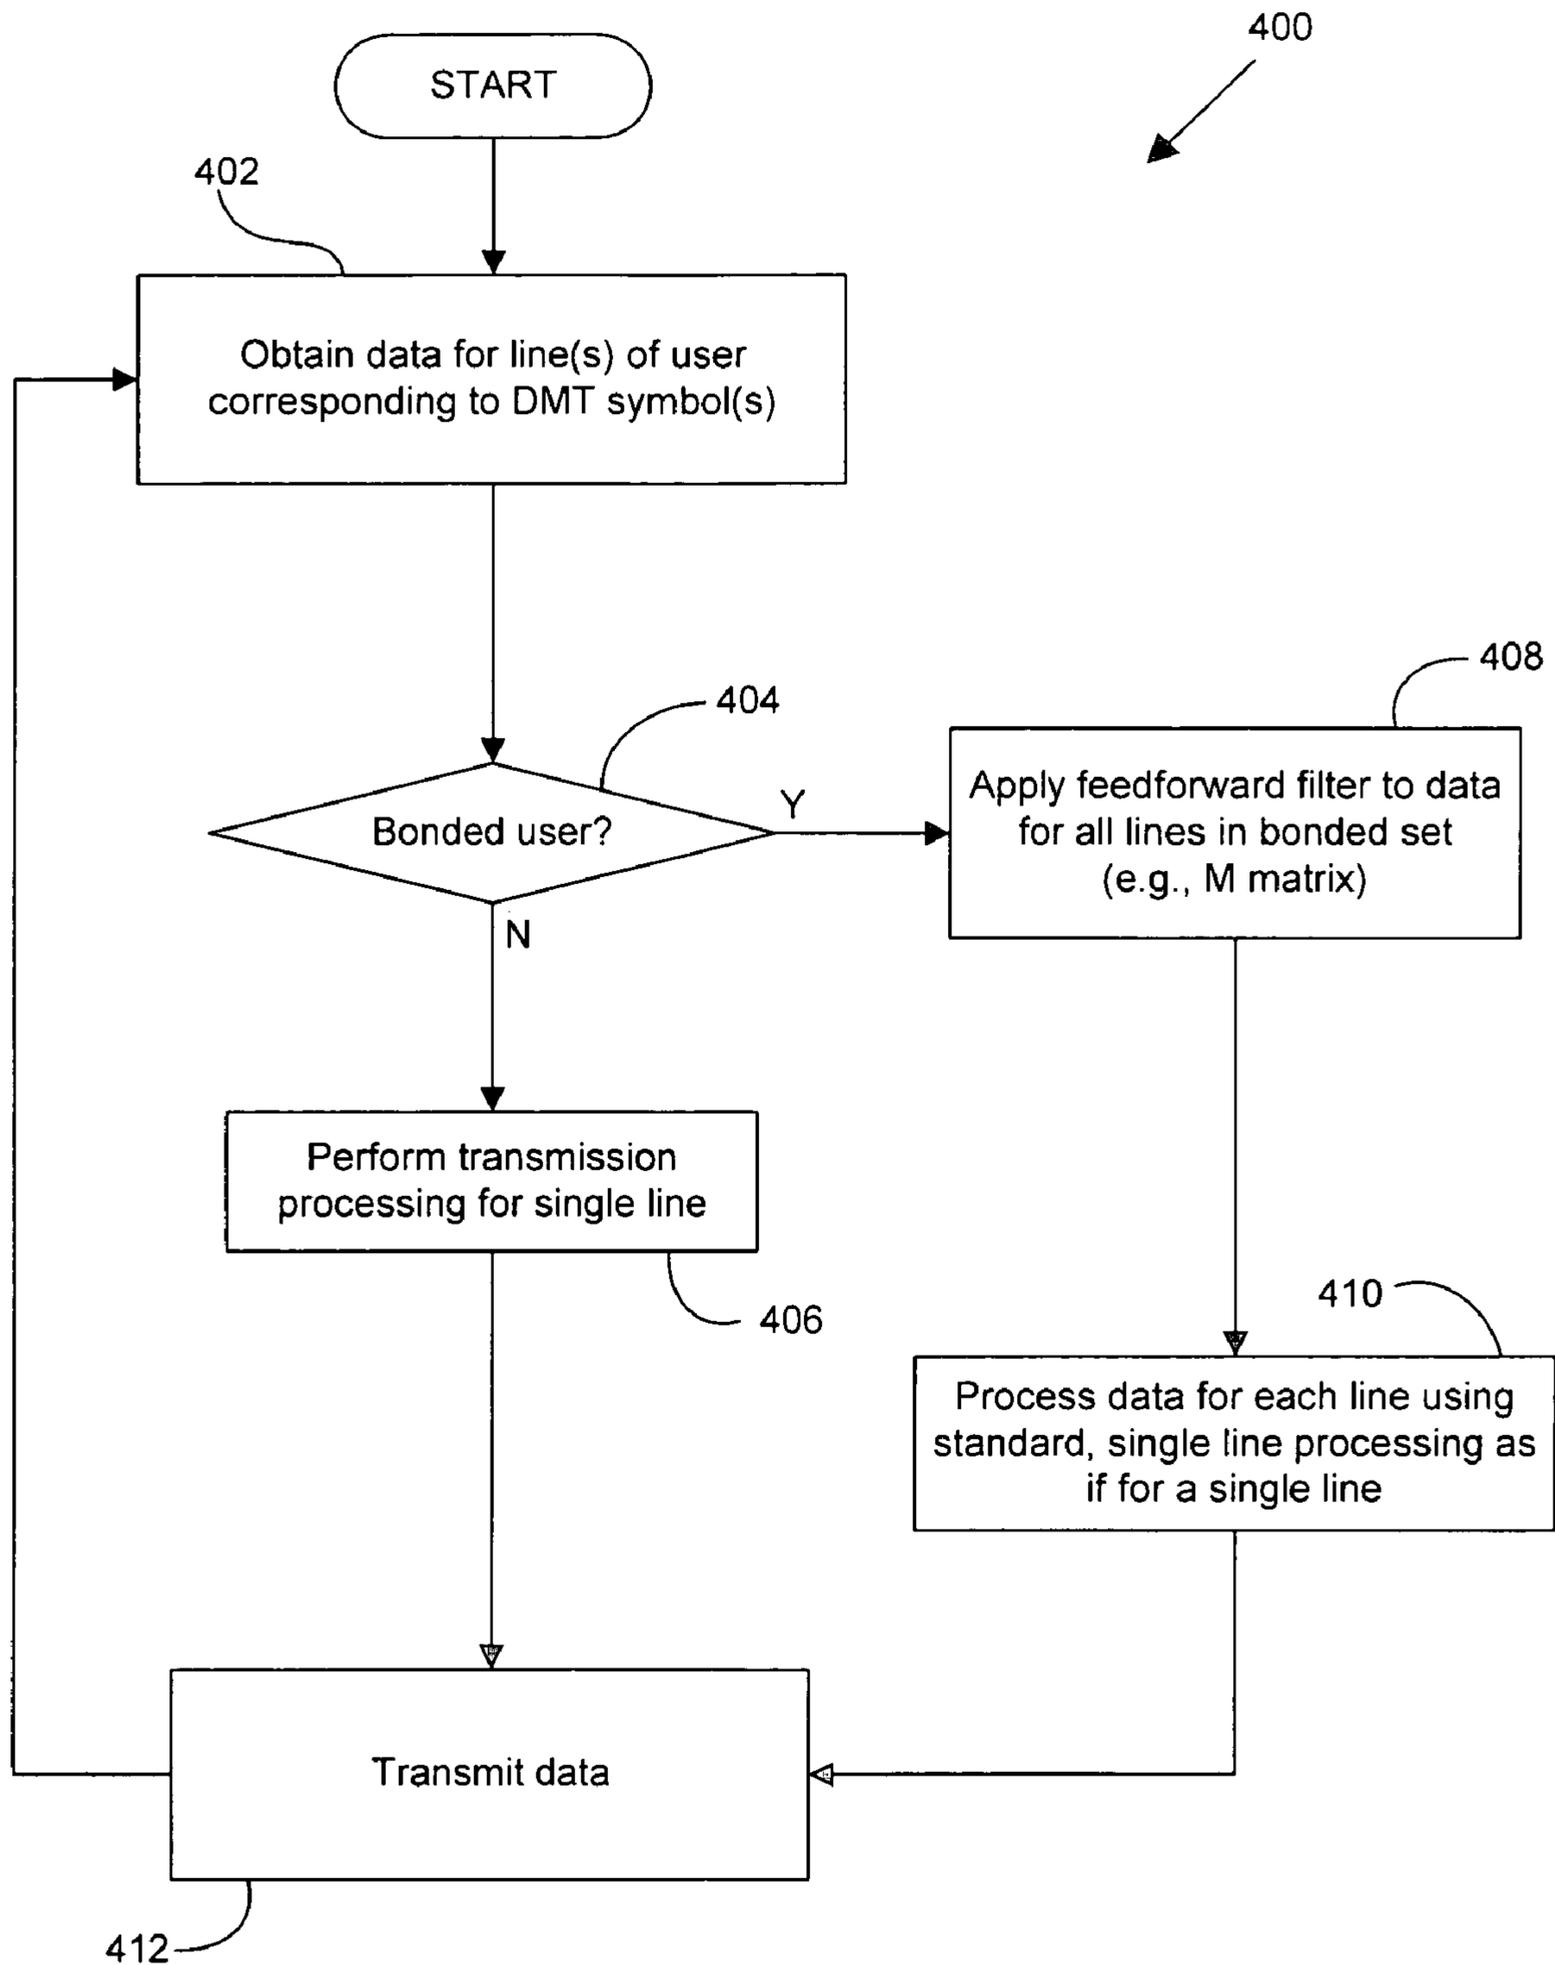 400
START
402
Obtain data for line(s) of user
corresponding to DMT symbol(s)
404
Bonded user?
Y
N
408
Apply feedforward filter to data
for all lines in bonded set
(e.g., M matrix)
Perform transmission
processing for single line
406
410
Process data for each line using
standard, single line processing as
if for a single line
Transmit data
412